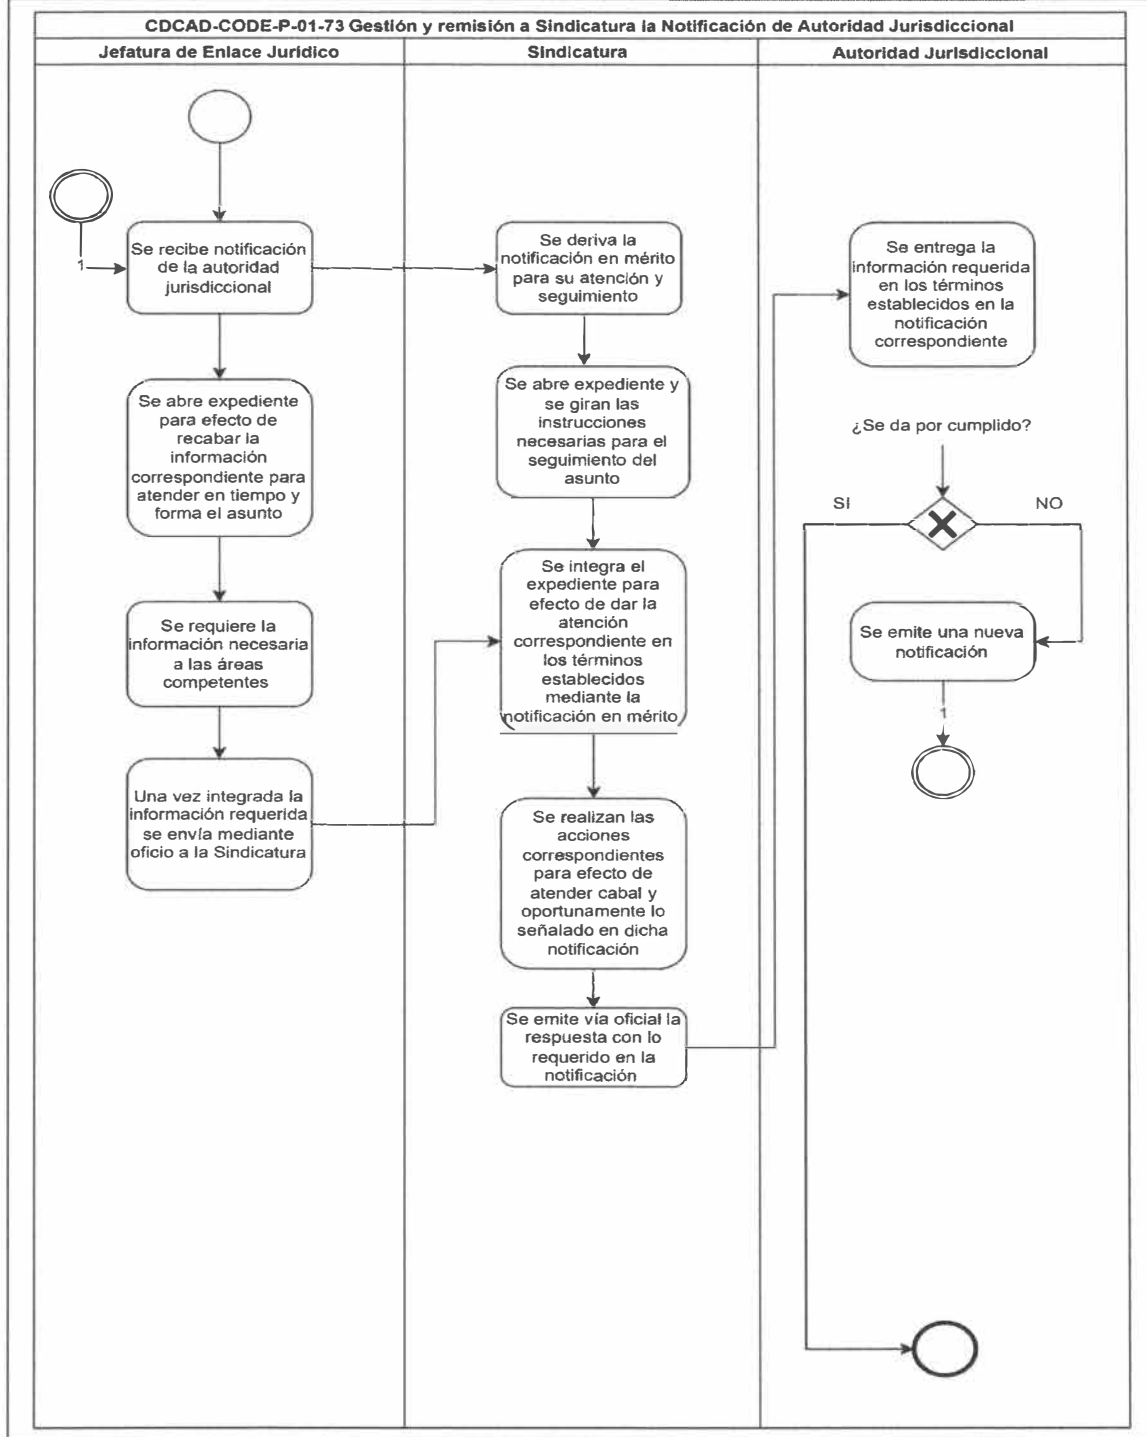 CDCAD-CODE-P-01-73 Gestión y remisión a Sindicatura la Notificación de Autoridad Jurisdiccional
Jefatura de Enlace Jurídico
Sindicatura
Autoridad Jurisdiccional
1
Se recibe notificación
de la autoridad
jurisdiccional
Se abre expediente
para efecto de
recabar la
información
correspondiente para
atender en tiempo y
forma el asunto
Se requiere la
información necesaria
a las áreas
competentes
Una vez integrada la
información requerida
se envía mediante
oficio a la Sindicatura
Se deriva la
notificación en mérito
para su atención y
seguimiento
Se abre expediente y
se giran las
instrucciones
necesarias para el
seguimiento del
asunto
Se integra el
expediente para
efecto de dar la
atención
correspondiente en
los términos
establecidos
mediante la
notificación en mérito
Se realizan las
acciones
correspondientes
para efecto de
atender cabal y
oportunamente lo
señalado en dicha
notificación
Se emite vía oficial la
respuesta con lo
requerido en la
notificación
Se entrega la
información requerida
en los términos
establecidos en la
notificación
correspondiente
¿Se da por cumplido?
SI
NO
Se emite una nueva
notificación
1